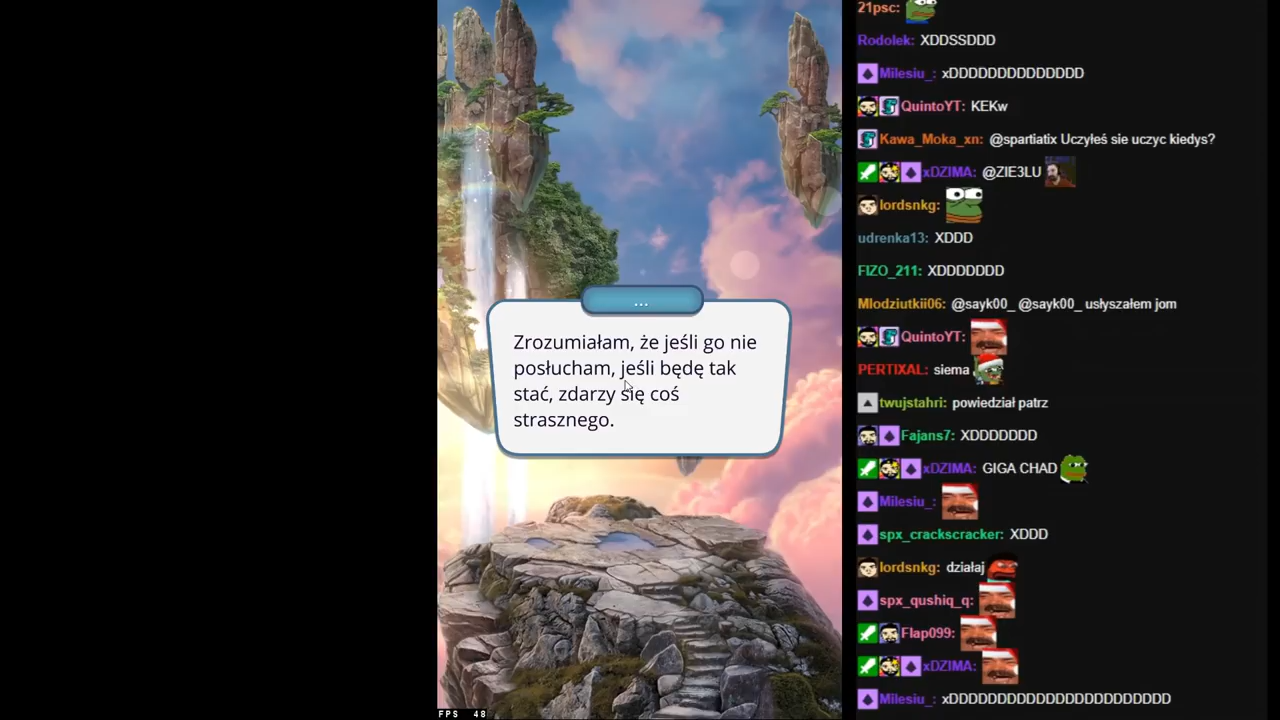 ...
Zrozumiałam, że jeśli go nie
posłucham, jeśli będę tak
stać, zdarzy się coś
strasznego.
FPS 48
21psc:
Rodolek: XDDSSDDD
Milesiu_: xDDDDDDDDDDDDDDD
QuintoYT: KEKw
Kawa_Moka_xn: @spartiatix Uczyłeś sie uczyc kiedys?
xDZIMA: @ZIE3LU
lordsnkg:
udrenka13: XDDD
FIZO_211: XDDDDDDD
Mlodziutkii06: @sayk00_ @sayk00_ usłyszałem jom
QuintoYT:
PERTIXAL: siema
twujstahri: powiedział patrz
Fajans7: XDDDDDDD
xDZIMA: GIGA CHAD
Milesiu_:
spx_crackscracker: XDDD
lordsnkg: działaj
spx_qushiq_q:
Flap099:
xDZIMA:
Milesiu_: xDDDDDDDDDDDDDDDDDDDDDDDD